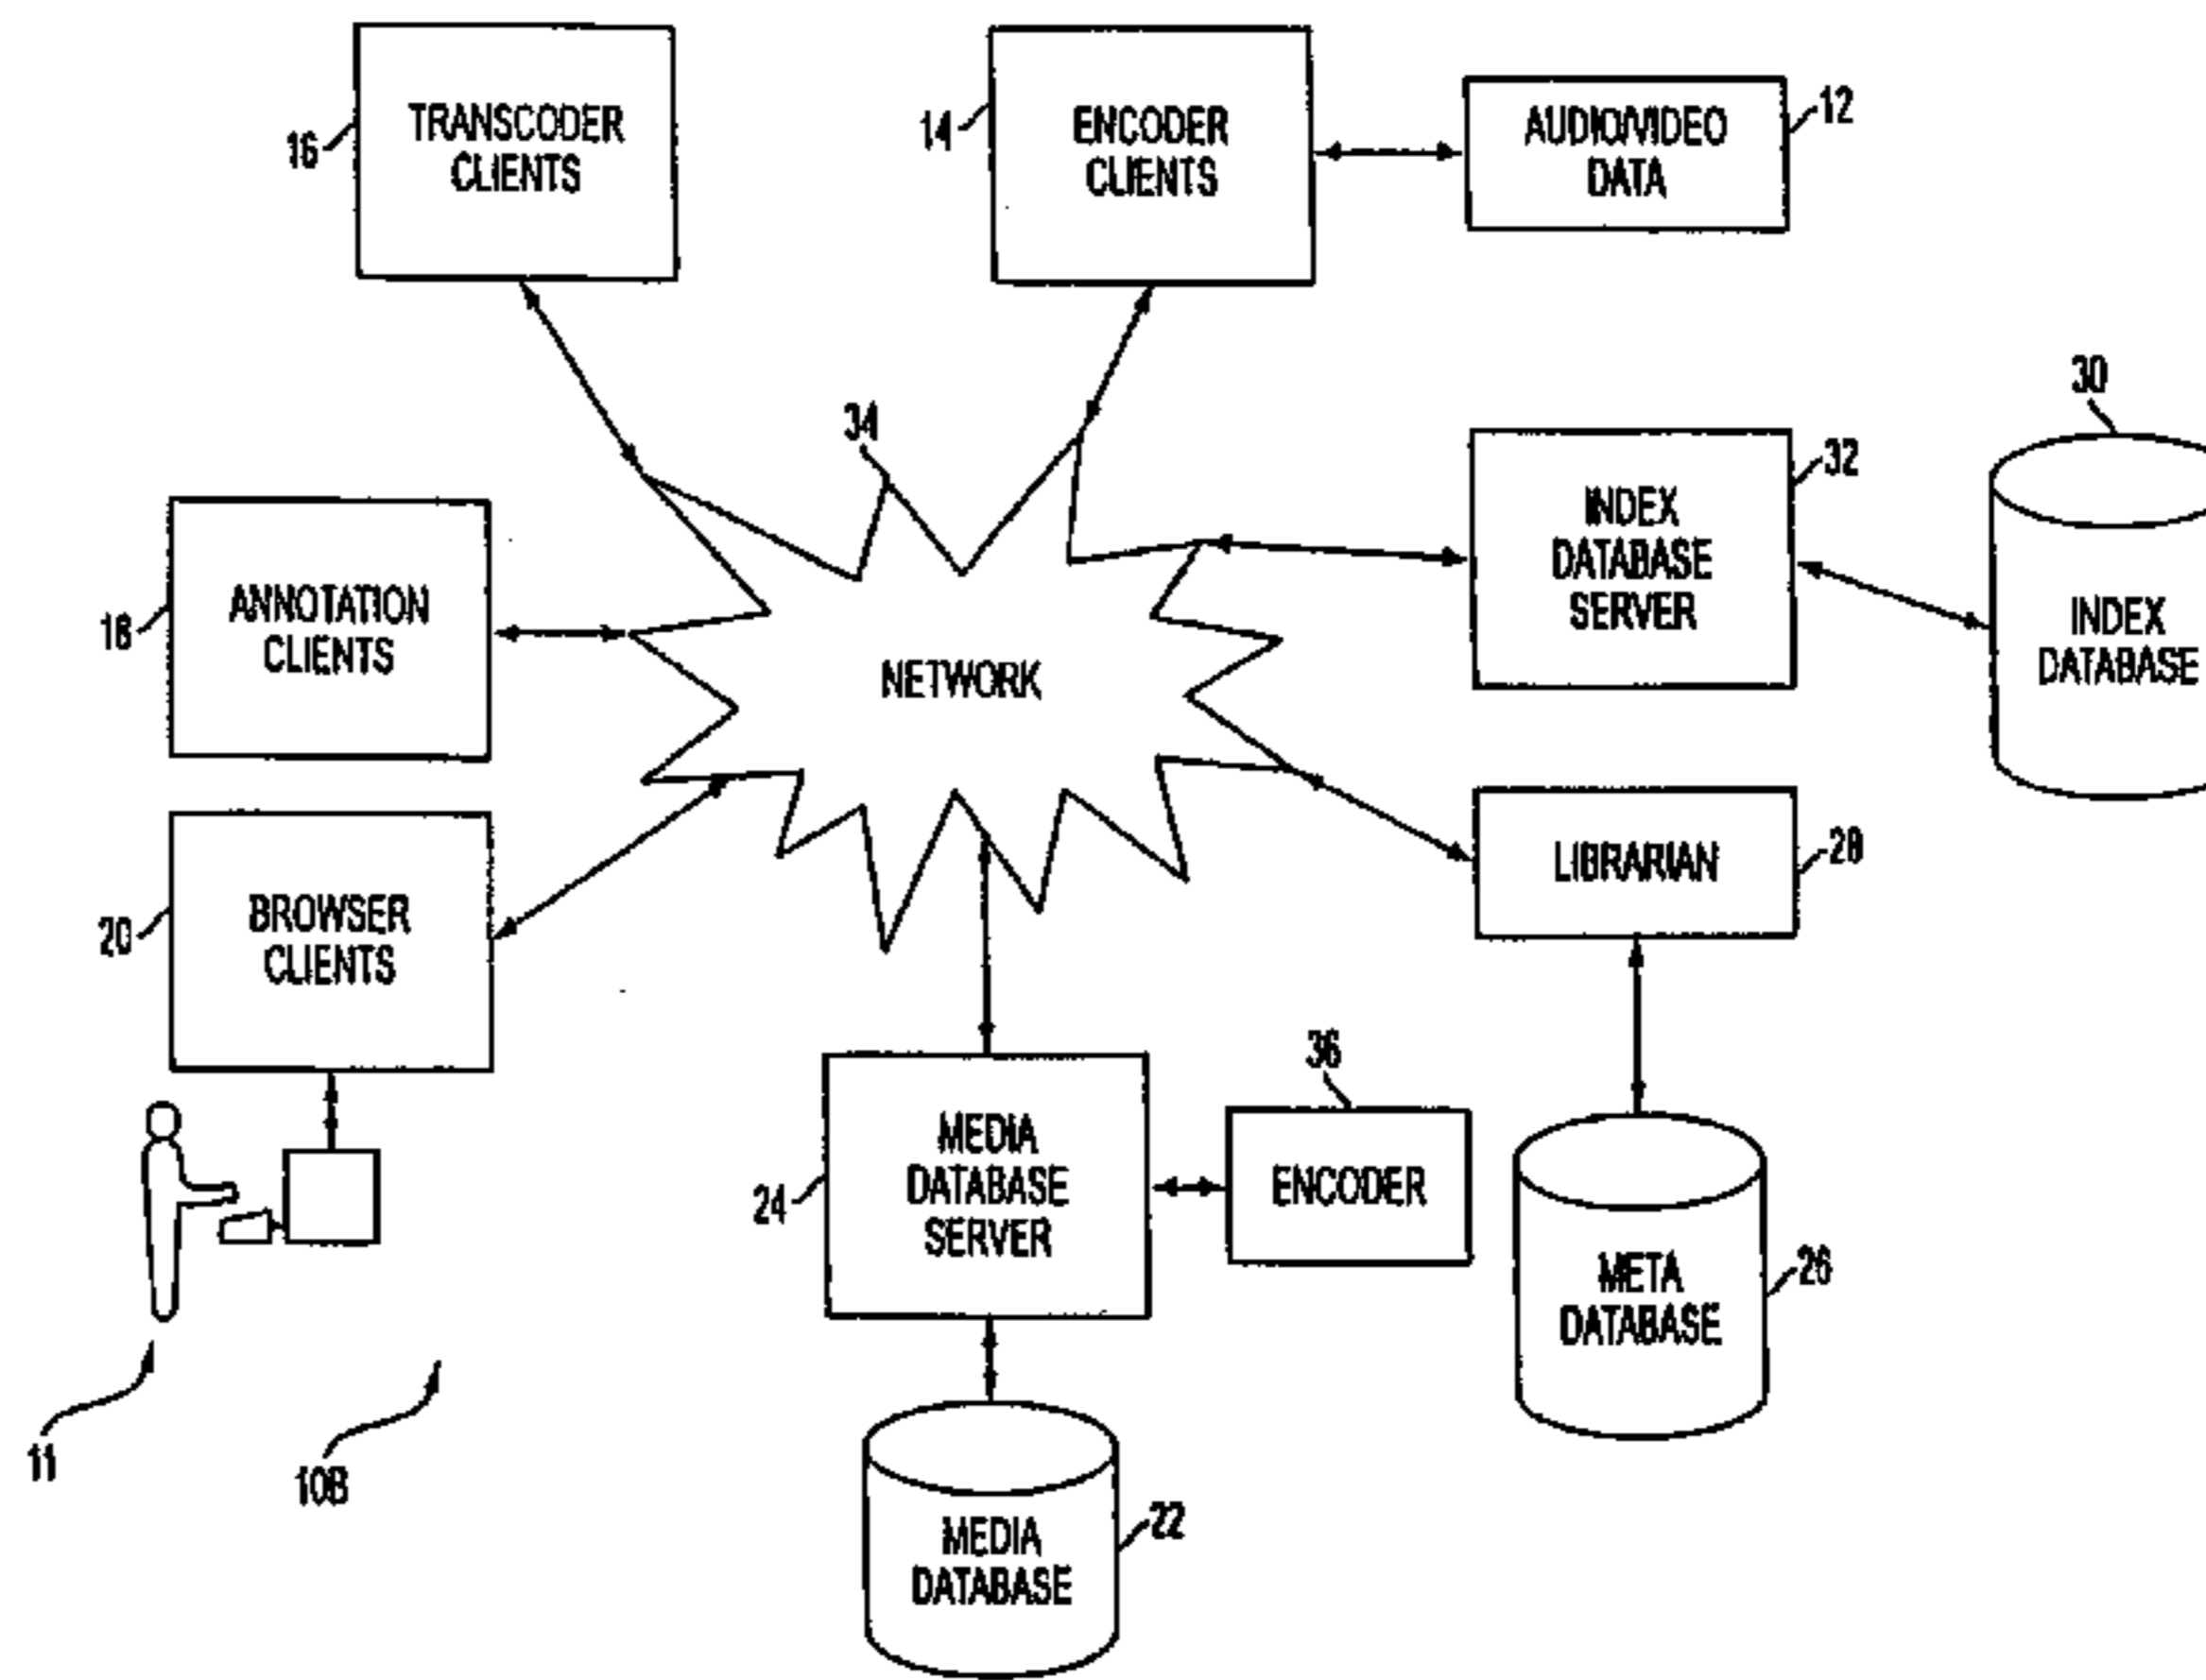 TRANSCODER
CLIENTS
16
ENCODER
CLIENTS
14
AUDIO/VIDEO
DATA
12
34
NETWORK
INDEX
DATABASE
SERVER
32
30
INDEX
DATABASE
ANNOTATION
CLIENTS
18
BROWSER
CLIENTS
20
LIBRARIAN
28
MEDIA
DATABASE
SERVER
24
36
ENCODER
META
DATABASE
26
11
10B
MEDIA
DATABASE
22